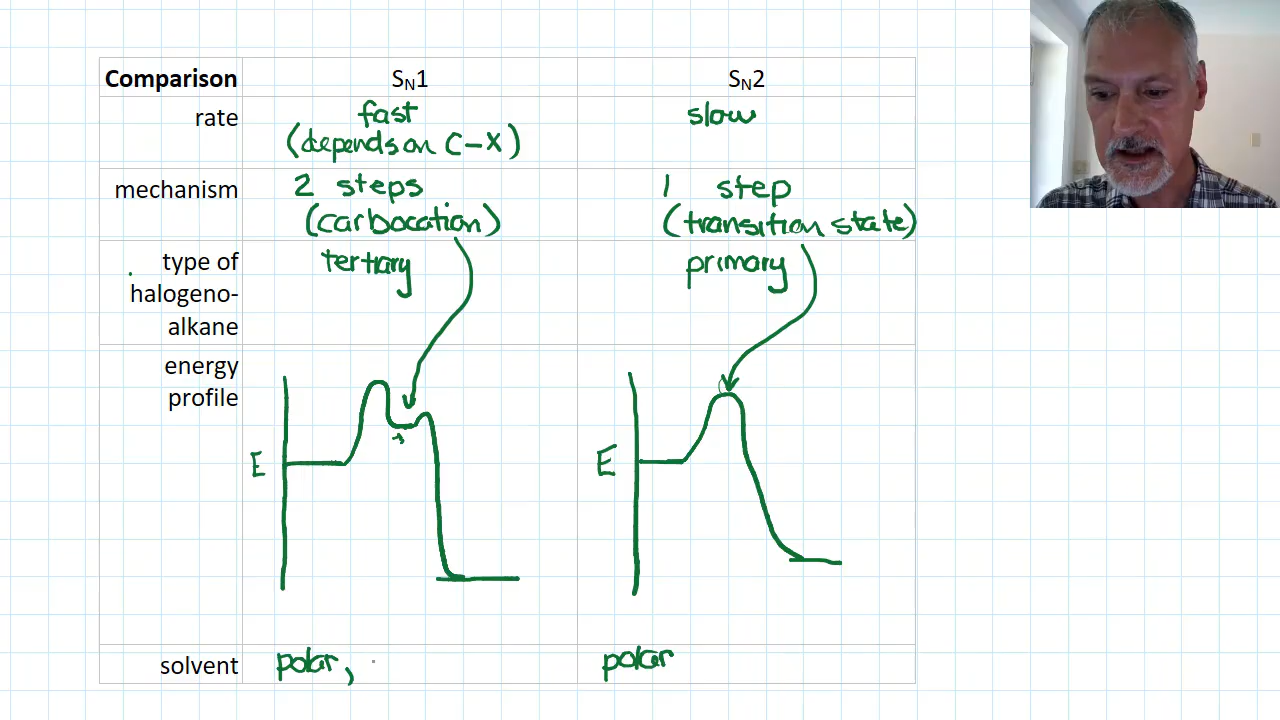 Comparison SN1 SN2
rate fast slow
(depends on C-X)
mechanism 2 steps 1 step
(carbocation) (transition state)
type of tertiary primary
halogeno-
alkane
energy
profile
E E
+
solvent polar, polar